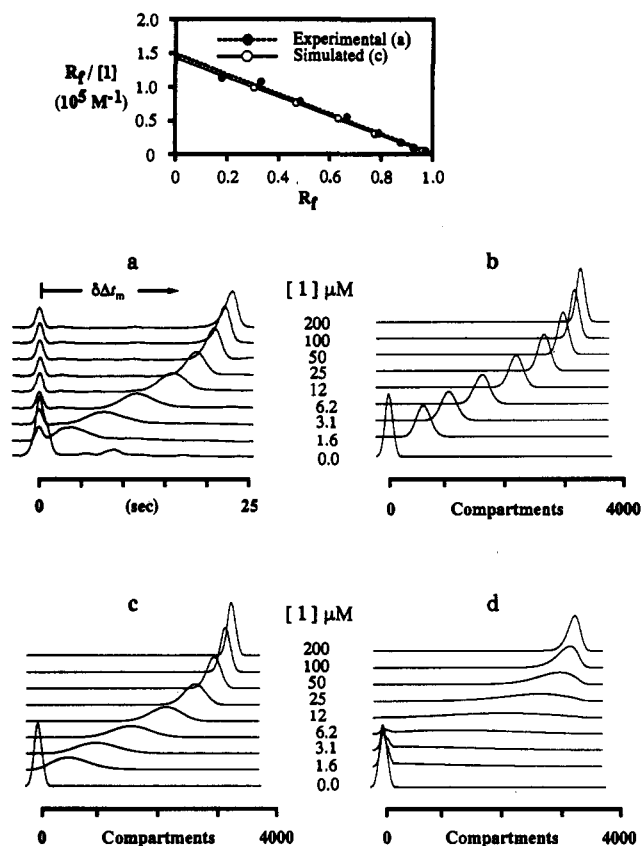 2.0
1.5
1.0
0.5
0
R_f / [1]
(10^5 M^-1)
Experimental (a)
Simulated (c)
0 0.2 0.4 0.6 0.8 1.0
R_f
a
δΔt_m
0 (sec) 25
[ 1 ] μM
200
100
50
25
12
6.2
3.1
1.6
0.0
b
0 Compartments 4000
c
0 Compartments 4000
[ 1 ] μM
200
100
50
25
12
6.2
3.1
1.6
0.0
d
0 Compartments 4000